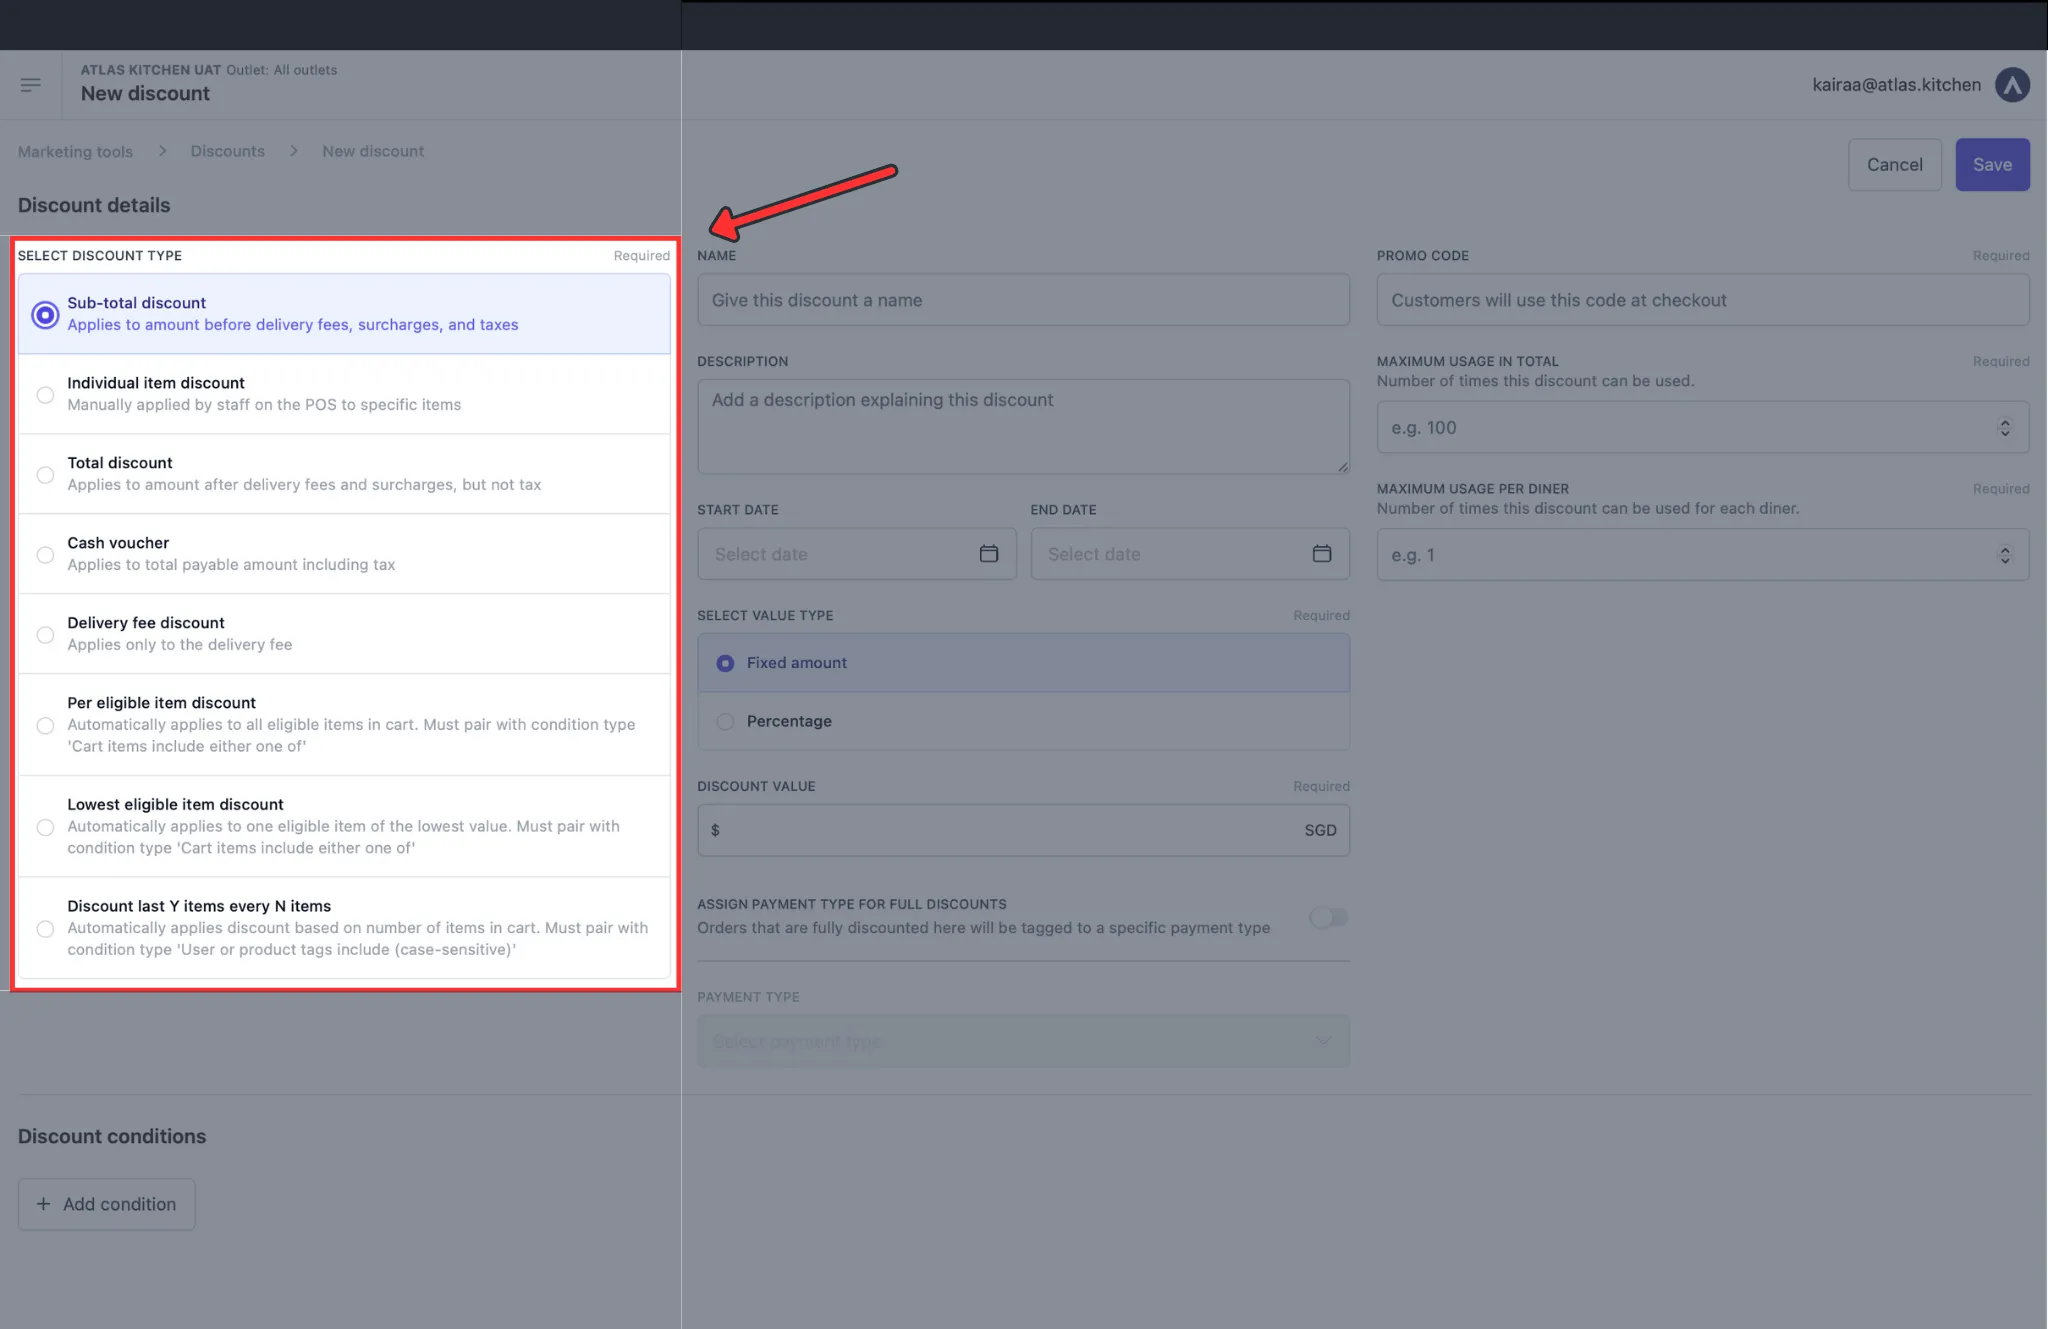 ATLAS KITCHEN UAT Outlet: All outlets
New discount
kairaa@atlas.kitchen
Marketing tools > Discounts > New discount
Cancel
Save
Discount details
SELECT DISCOUNT TYPE Required
Sub-total discount
Applies to amount before delivery fees, surcharges, and taxes
Individual item discount
Manually applied by staff on the POS to specific items
Total discount
Applies to amount after delivery fees and surcharges, but not tax
Cash voucher
Applies to total payable amount including tax
Delivery fee discount
Applies only to the delivery fee
Per eligible item discount
Automatically applies to all eligible items in cart. Must pair with condition type
'Cart items include either one of'
Lowest eligible item discount
Automatically applies to one eligible item of the lowest value. Must pair with
condition type 'Cart items include either one of'
Discount last Y items every N items
Automatically applies discount based on number of items in cart. Must pair with
condition type 'User or product tags include (case-sensitive)'
NAME
Give this discount a name
DESCRIPTION
Add a description explaining this discount
START DATE
Select date
END DATE
Select date
SELECT VALUE TYPE Required
Fixed amount
Percentage
DISCOUNT VALUE Required
$ SGD
ASSIGN PAYMENT TYPE FOR FULL DISCOUNTS
Orders that are fully discounted here will be tagged to a specific payment type
PAYMENT TYPE
Select payment type
PROMO CODE Required
Customers will use this code at checkout
MAXIMUM USAGE IN TOTAL Required
Number of times this discount can be used.
e.g. 100
MAXIMUM USAGE PER DINER Required
Number of times this discount can be used for each diner.
e.g. 1
Discount conditions
+ Add condition